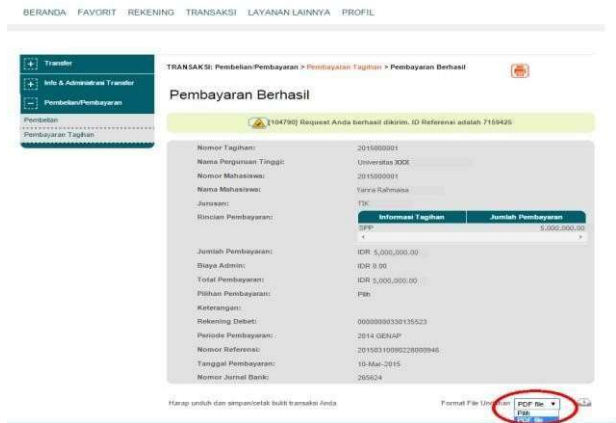 BERANDA FAVORIT REKENING TRANSAKSI LAYANAN LAINNYA PROFIL
Transfer
Info & Administrasi Transfer
Pembelian/Pembayaran
Pembelian
Pembayaran Tagihan
TRANSAKSI: Pembelian/Pembayaran > Pembayaran Tagihan > Pembayaran Berhasil
Pembayaran Berhasil
[104790] Request Anda berhasil dikirim. ID Referensi adalah 7159425
Nomor Tagihan: 2015000001
Nama Perguruan Tinggi: Universitas XXX
Nomor Mahasiswa: 2015000001
Nama Mahasiswa: Yanra Rahmaisa
Jurusan: TIK
Rincian Pembayaran: Informasi Tagihan Jumlah Pembayaran
SPP 5,000,000.00
Jumlah Pembayaran: IDR 5,000,000.00
Biaya Admin: IDR 0.00
Total Pembayaran: IDR 5,000,000.00
Pilihan Pembayaran: Pilih
Keterangan:
Rekening Debet: 00000000330135523
Periode Pembayaran: 2014 GENAP
Nomor Referensi:
Tanggal Pembayaran: 10-Mar-2015
Nomor Jurnal Bank: 265624
Harap unduh dan simpan/cetak bukti transaksi Anda Format File Unduhan PDF file
Pilih
PDF file